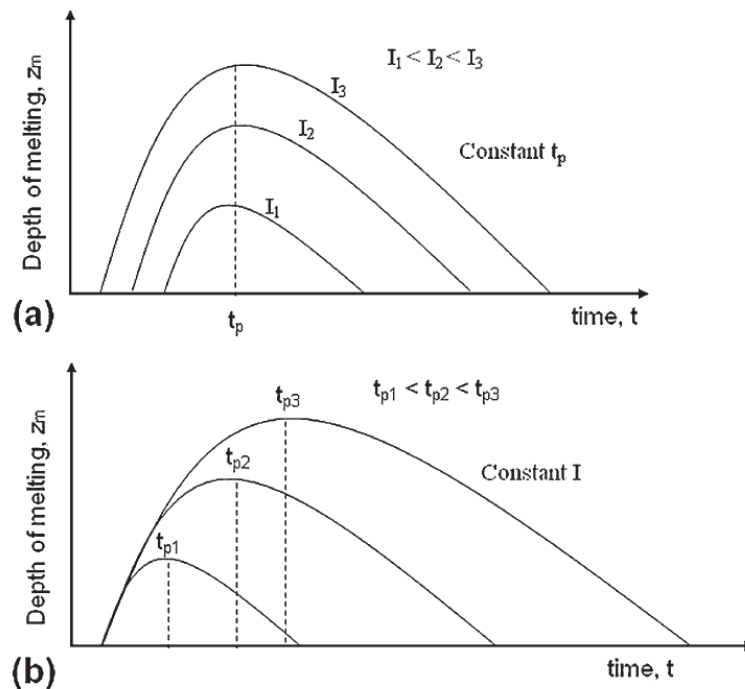 Depth of melting, zm
I1 < I2 < I3
I3
I2
I1
Constant tp
(a)
tp
time, t
Depth of melting, zm
tp3
tp1 < tp2 < tp3
tp2
Constant I
tp1
(b)
time, t